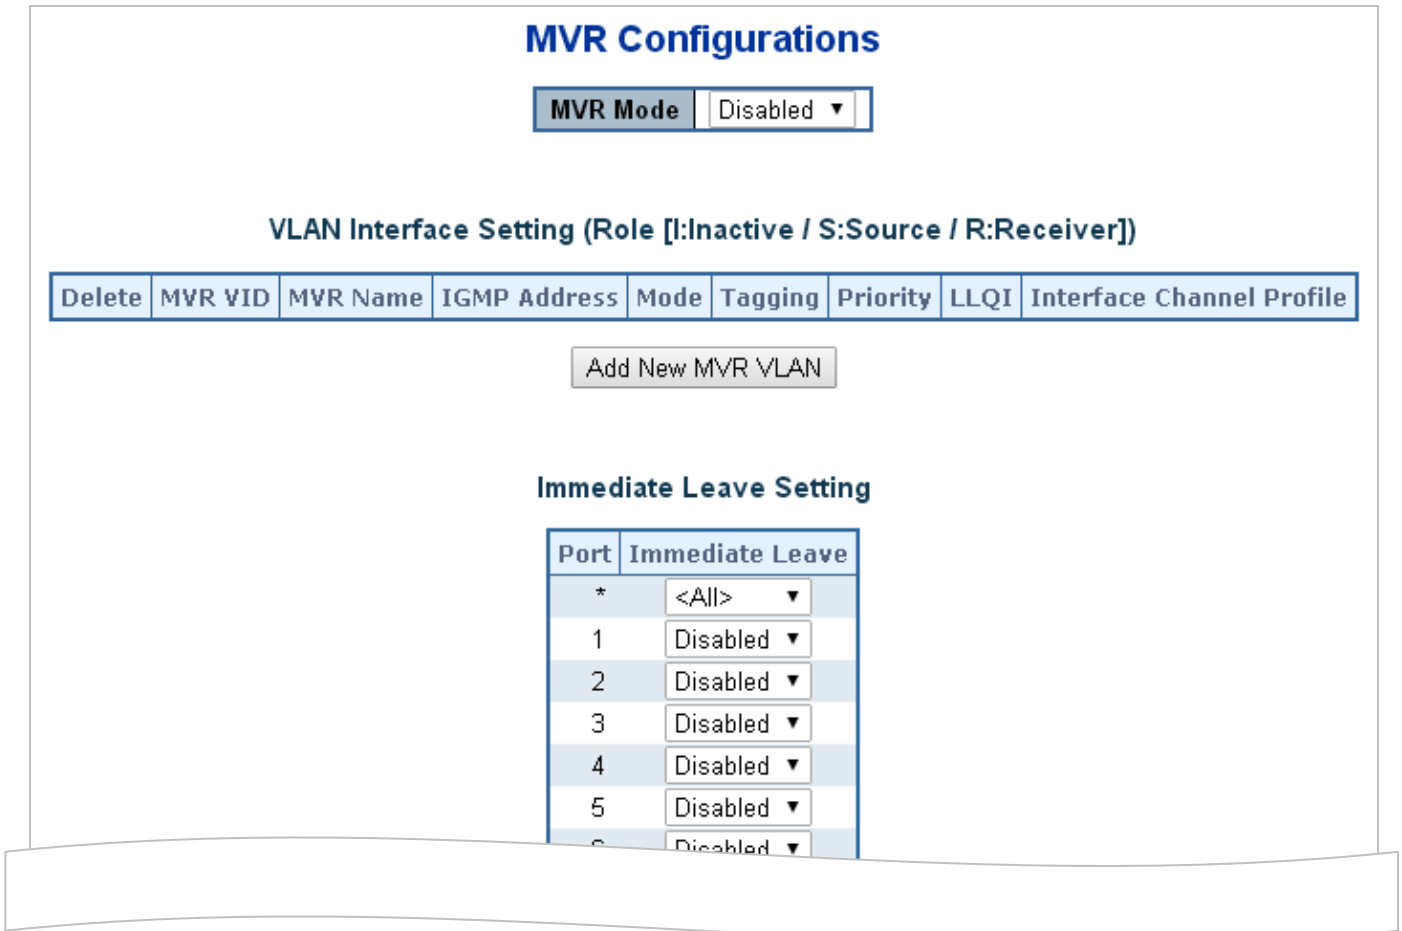 MVR Configurations
MVR Mode Disabled
VLAN Interface Setting (Role [I:Inactive / S:Source / R:Receiver])
Delete MVR VID MVR Name IGMP Address Mode Tagging Priority LLQI Interface Channel Profile
Add New MVR VLAN
Immediate Leave Setting
Port Immediate Leave
* <All>
1 Disabled
2 Disabled
3 Disabled
4 Disabled
5 Disabled
Disabled